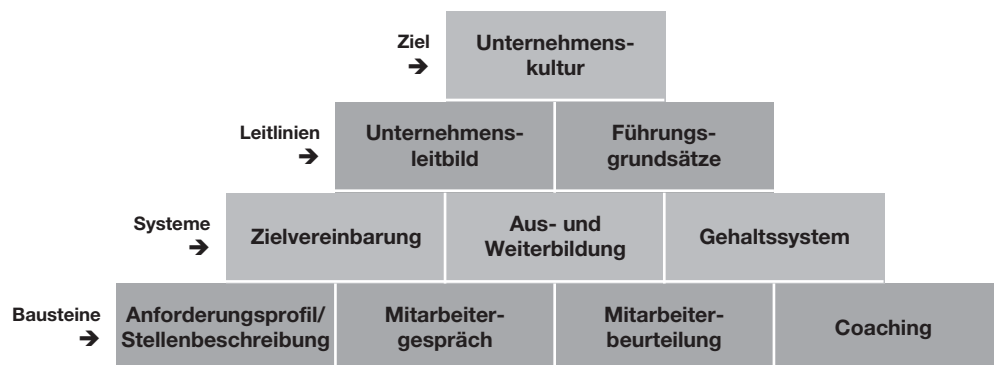 Ziel
➔
Unternehmens-
kultur
Leitlinien
➔
Unternehmens-
leitbild
Führungs-
grundsätze
Systeme
➔
Zielvereinbarung
Aus- und
Weiterbildung
Gehaltssystem
Bausteine
➔
Anforderungsprofil/
Stellenbeschreibung
Mitarbeiter-
gespräch
Mitarbeiter-
beurteilung
Coaching